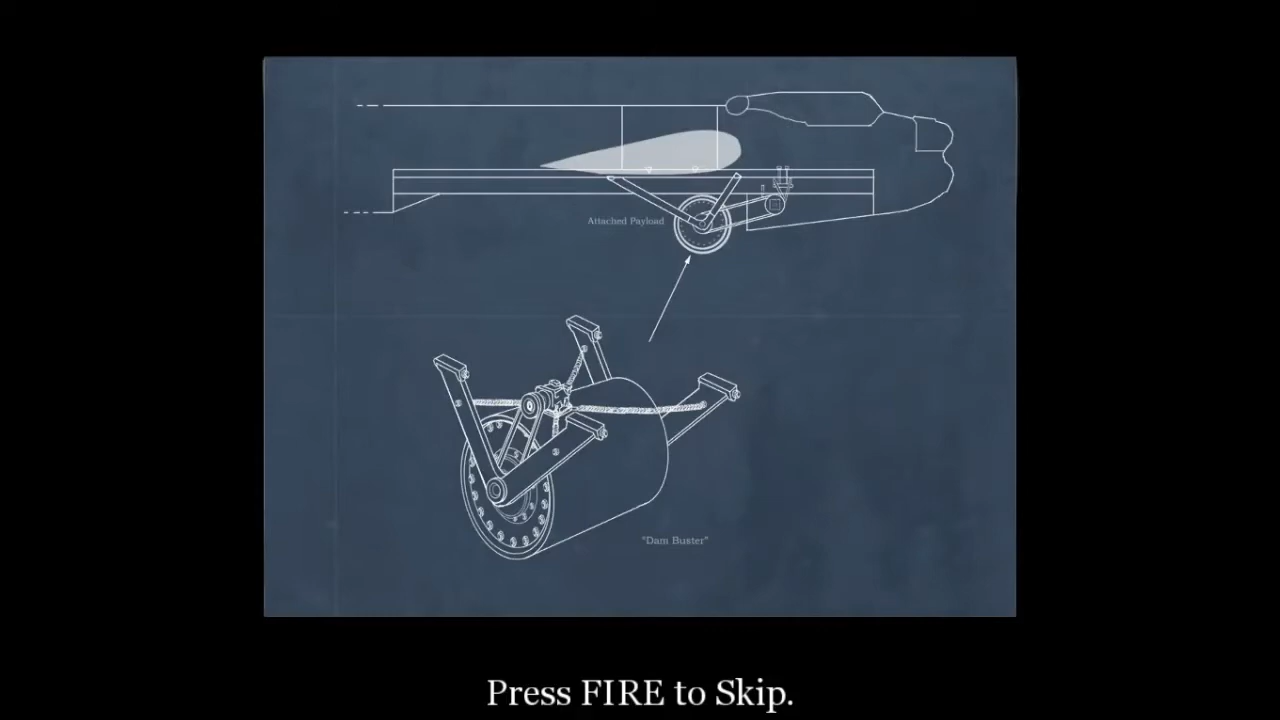 Attached Payload
"Dam Buster"
Press FIRE to Skip.